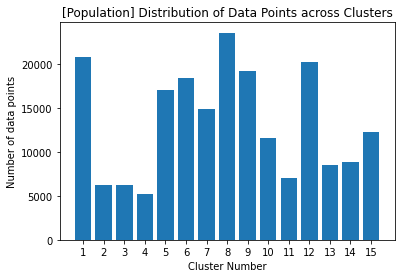 [Population] Distribution of Data Points across Clusters
Number of data points
20000
15000
10000
5000
0
1 2 3 4 5 6 7 8 9 10 11 12 13 14 15
Cluster Number